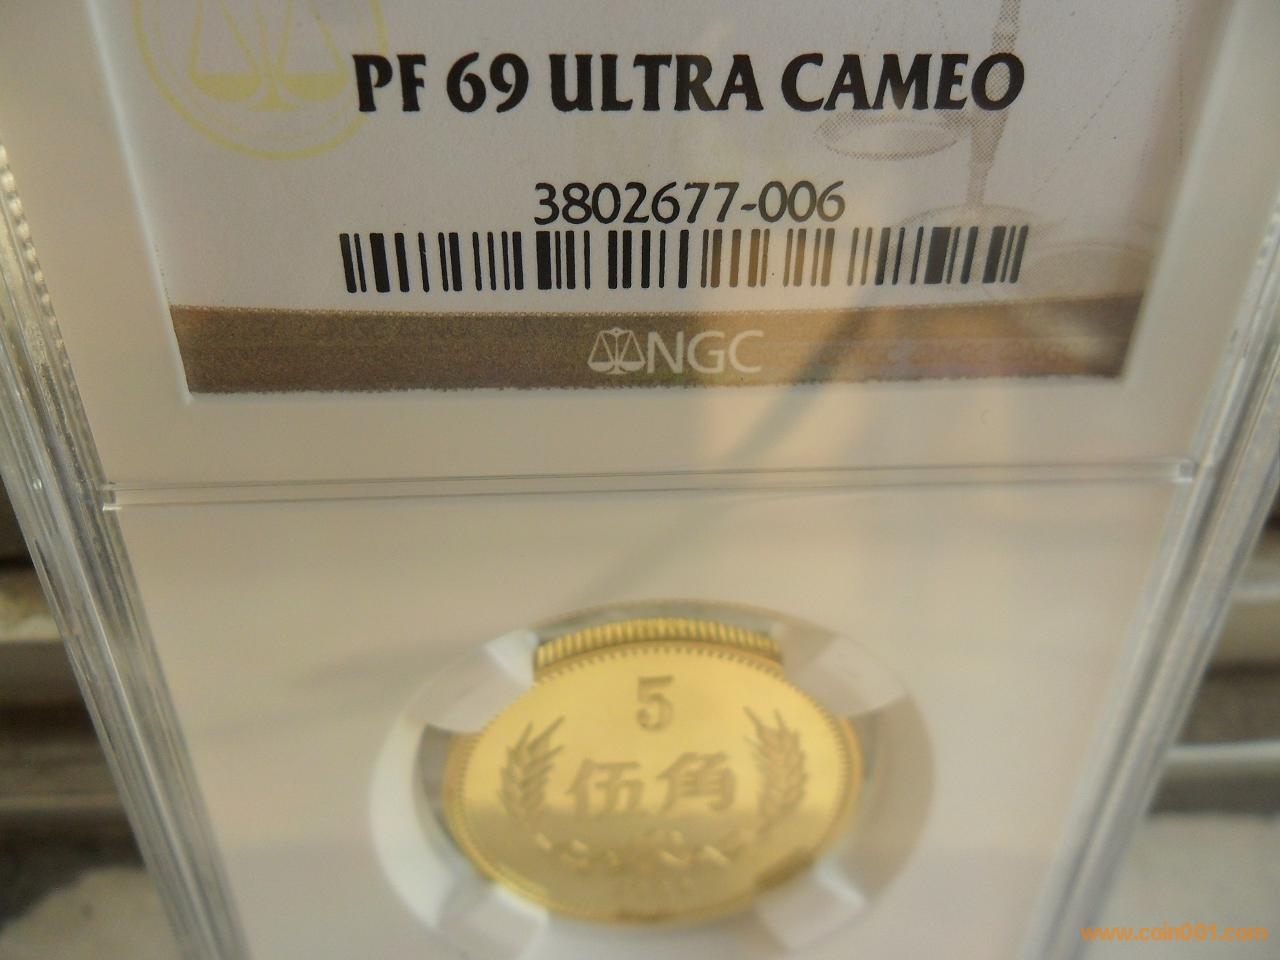 PF 69 ULTRA CAMEO
3802677-006
NGC
5
伍角
www.coin001.com